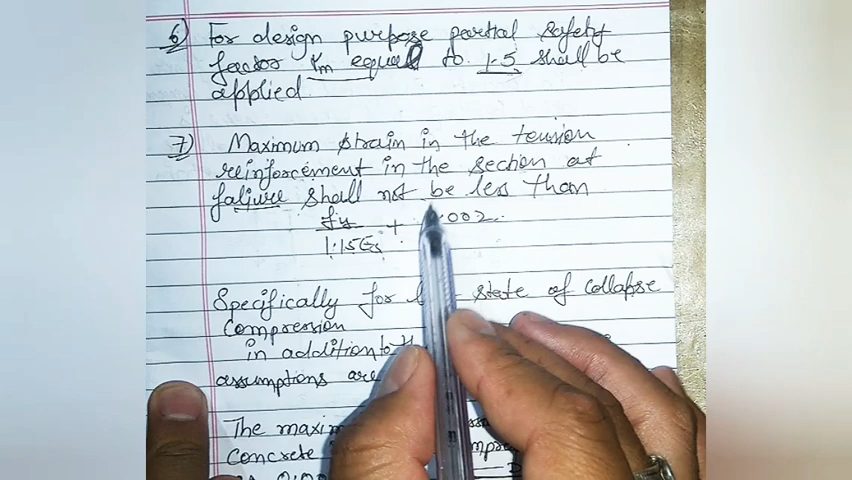 6) For design purpose partial safety
factor γm equal to 1.5 shall be
applied
7) Maximum strain in the tension
reinforcement in the section at
failure shall not be less than
fy
+ .002
1.15Es
Specifically for state of collapse
compression
in addition to
assumptions are
The
Concrete